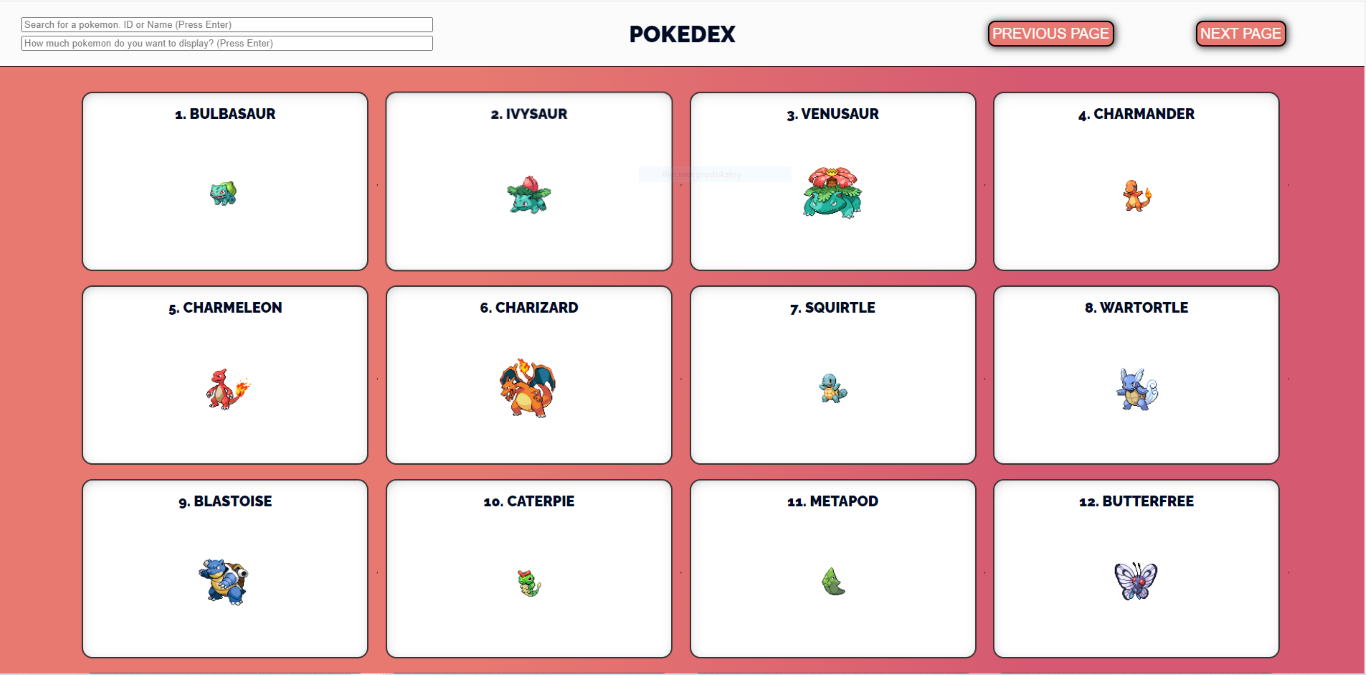 Search for a pokemon. ID or Name (Press Enter)
How much pokemon do you want to display? (Press Enter)
POKEDEX
PREVIOUS PAGE
NEXT PAGE
1. BULBASAUR
2. IVYSAUR
3. VENUSAUR
4. CHARMANDER
5. CHARMELEON
6. CHARIZARD
7. SQUIRTLE
8. WARTORTLE
9. BLASTOISE
10. CATERPIE
11. METAPOD
12. BUTTERFREE